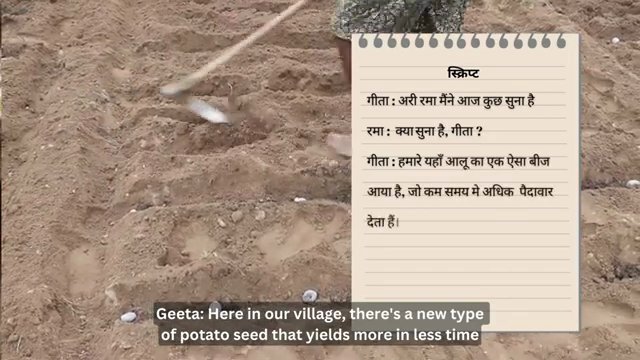 स्क्रिप्ट
गीता : अरी रमा मैंने आज कुछ सुना है
रमा : क्या सुना है, गीता ?
गीता : हमारे यहाँ आलू का एक ऐसा बीज
आया है, जो कम समय मे अधिक पैदावार
देता हैं।
Geeta: Here in our village, there's a new type
of potato seed that yields more in less time